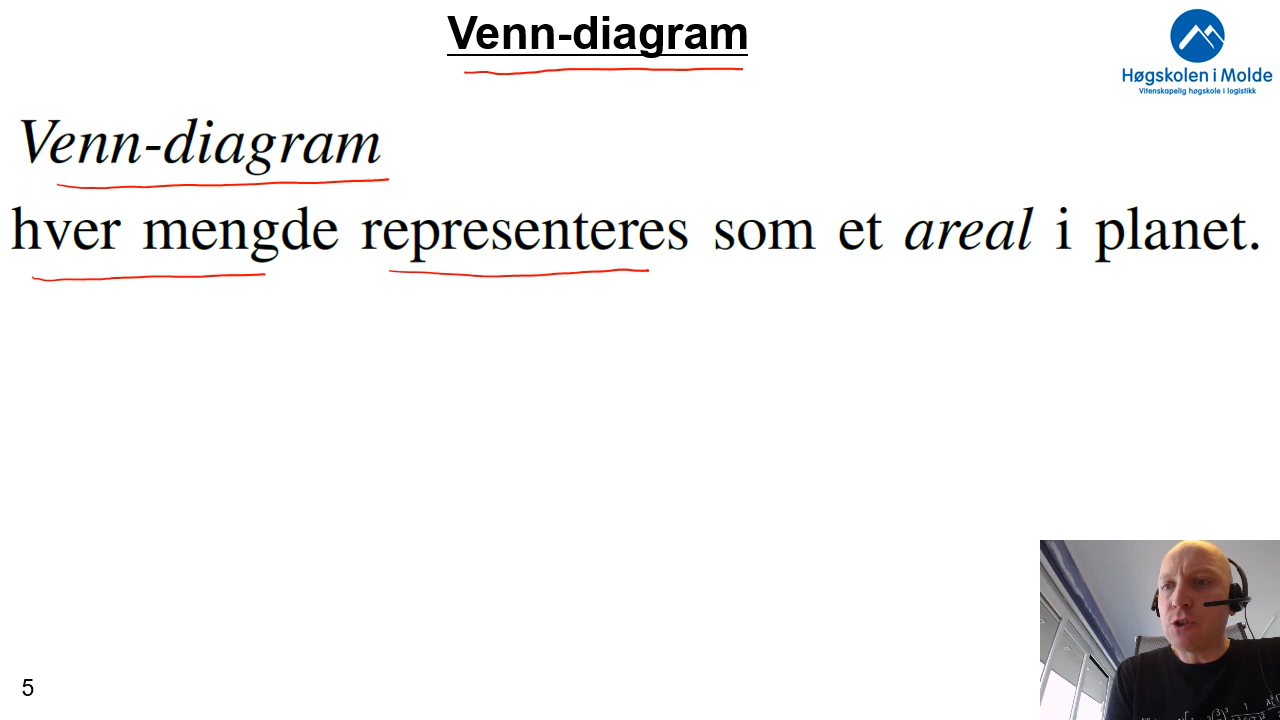 Venn-diagram
Høgskolen i Molde
Vitenskapelig høgskole i logistikk
Venn-diagram
hver mengde representeres som et areal i planet.
5